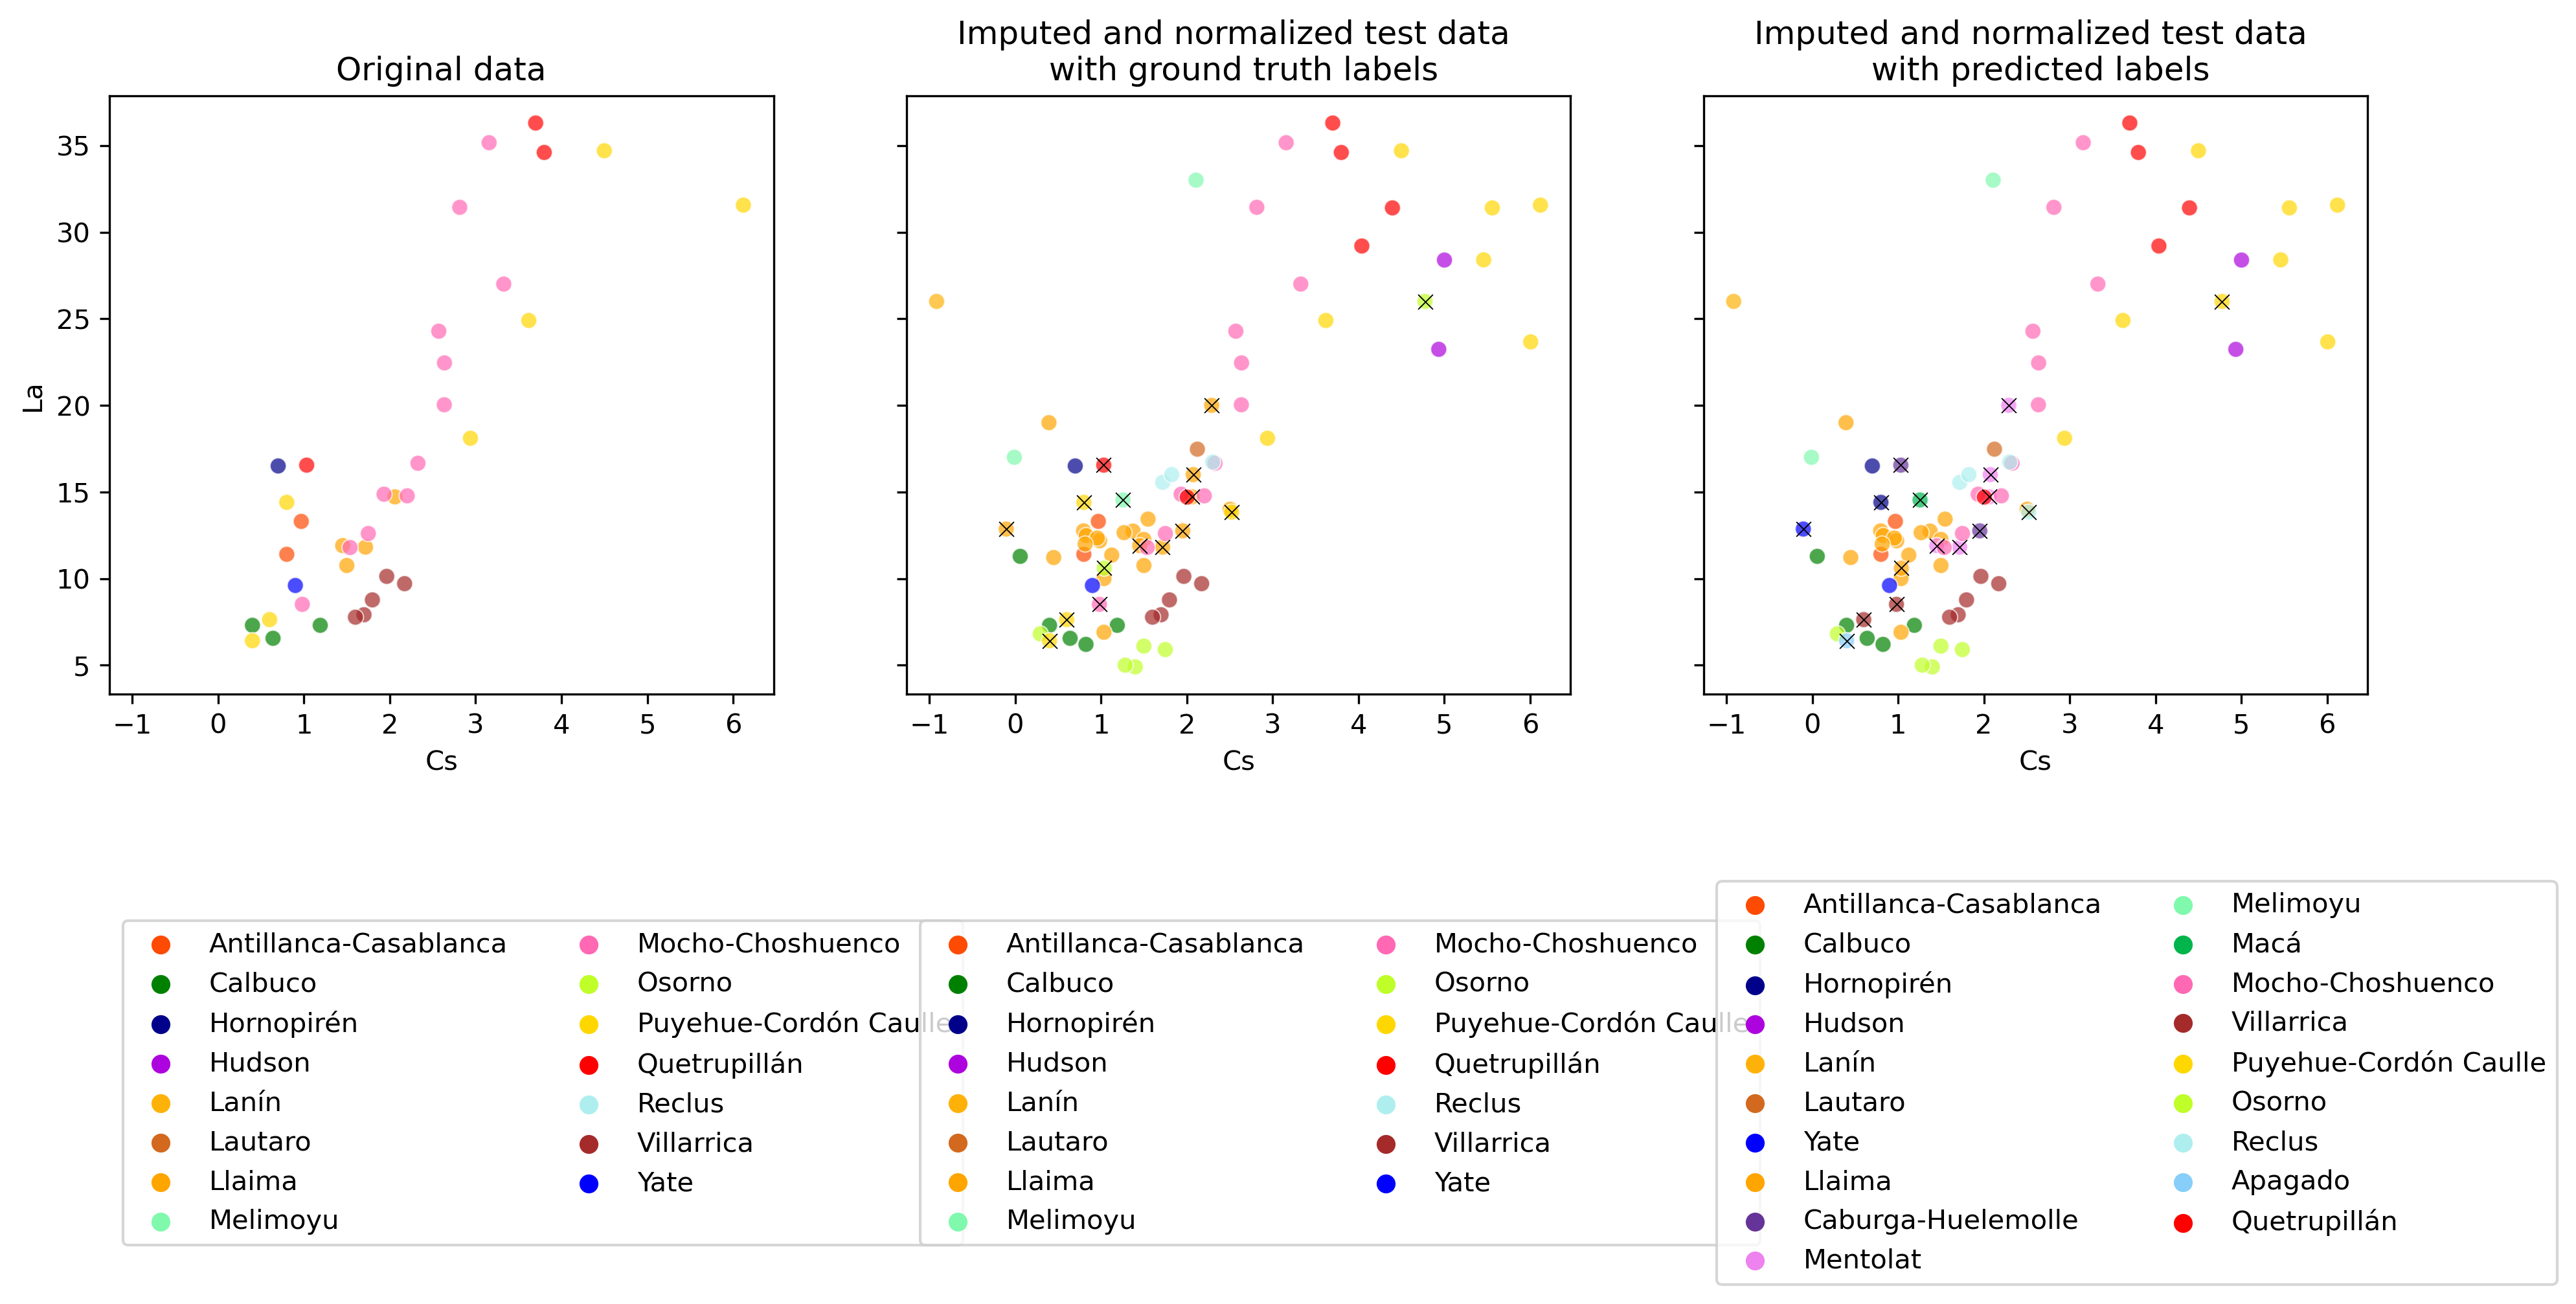 Original data
Imputed and normalized test data
with ground truth labels
Imputed and normalized test data
with predicted labels
La
35
30
25
20
15
10
5
−1 0 1 2 3 4 5 6
Cs
−1 0 1 2 3 4 5 6
Cs
−1 0 1 2 3 4 5 6
Cs
Antillanca-Casablanca
Calbuco
Hornopirén
Hudson
Lanín
Lautaro
Llaima
Melimoyu
Mocho-Choshuenco
Osorno
Puyehue-Cordón Caulle
Quetrupillán
Reclus
Villarrica
Yate
Antillanca-Casablanca
Calbuco
Hornopirén
Hudson
Lanín
Lautaro
Llaima
Melimoyu
Mocho-Choshuenco
Osorno
Puyehue-Cordón Caulle
Quetrupillán
Reclus
Villarrica
Yate
Antillanca-Casablanca
Calbuco
Hornopirén
Hudson
Lanín
Lautaro
Yate
Llaima
Caburga-Huelemolle
Mentolat
Melimoyu
Macá
Mocho-Choshuenco
Villarrica
Puyehue-Cordón Caulle
Osorno
Reclus
Apagado
Quetrupillán